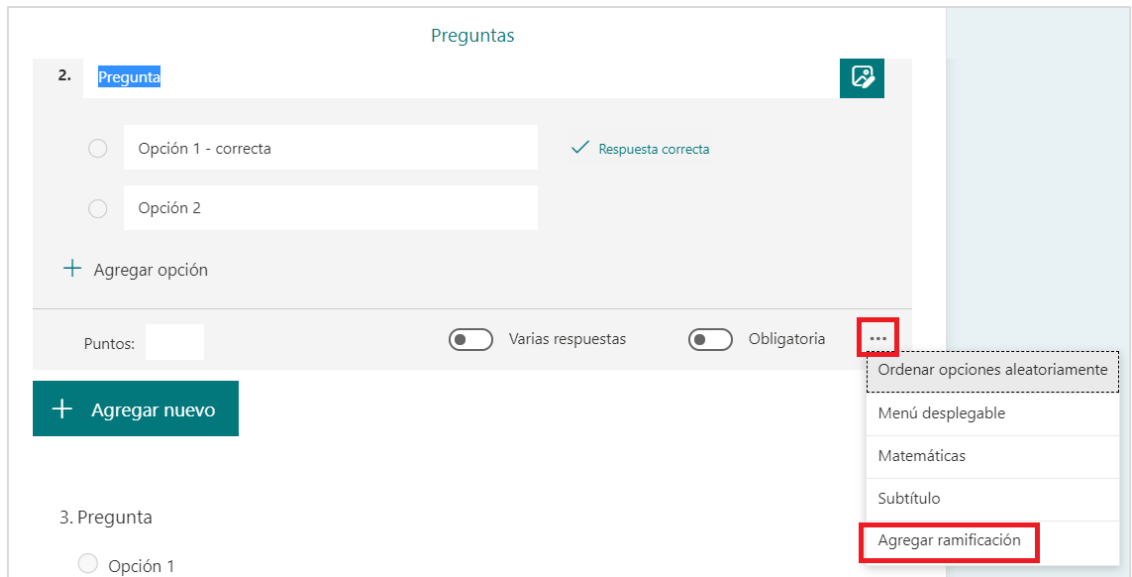 Preguntas
2. Pregunta
Opción 1 - correcta
Respuesta correcta
Opción 2
Agregar opción
Puntos:
Varias respuestas
Obligatoria
Ordenar opciones aleatoriamente
Menú desplegable
Matemáticas
Subtítulo
Agregar ramificación
Agregar nuevo
3. Pregunta
Opción 1